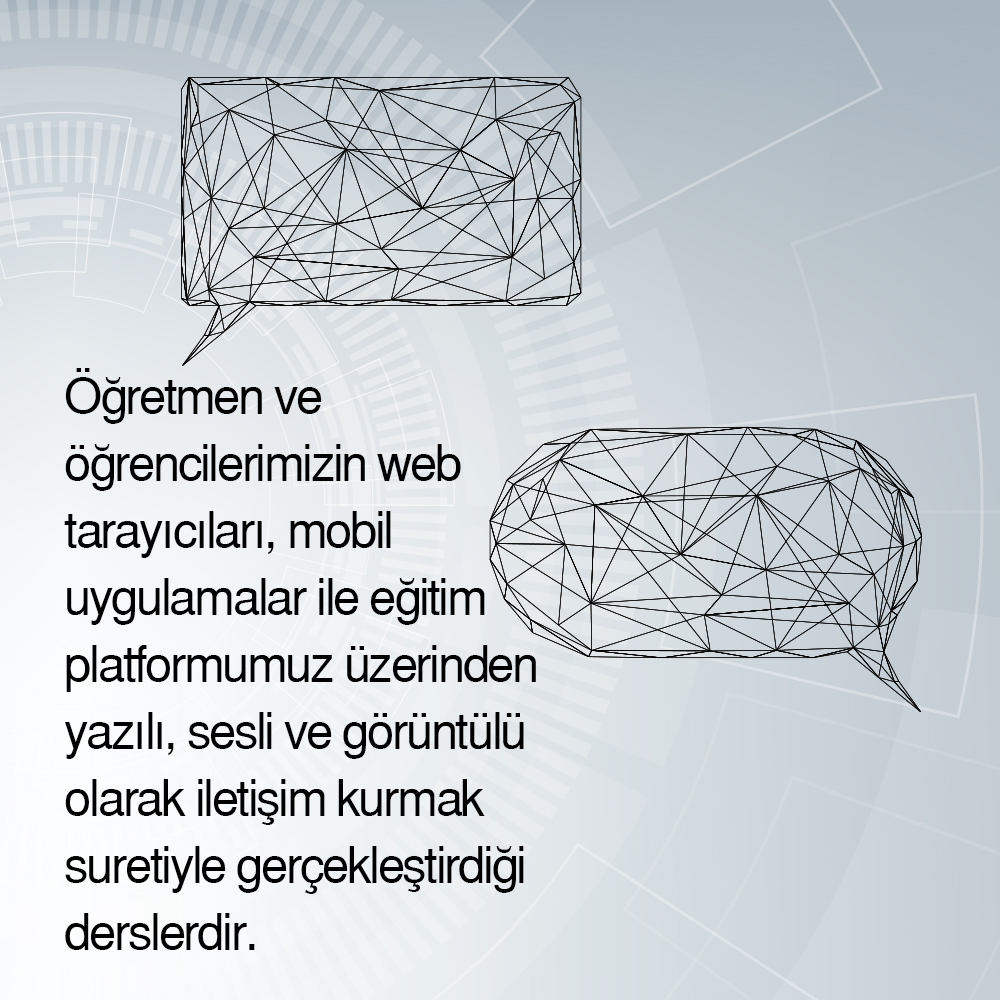 Öğretmen ve
öğrencilerimizin web
tarayıcıları, mobil
uygulamalar ile eğitim
platformumuz üzerinden
yazılı, sesli ve görüntülü
olarak iletişim kurmak
suretiyle gerçekleştirdiği
derslerdir.